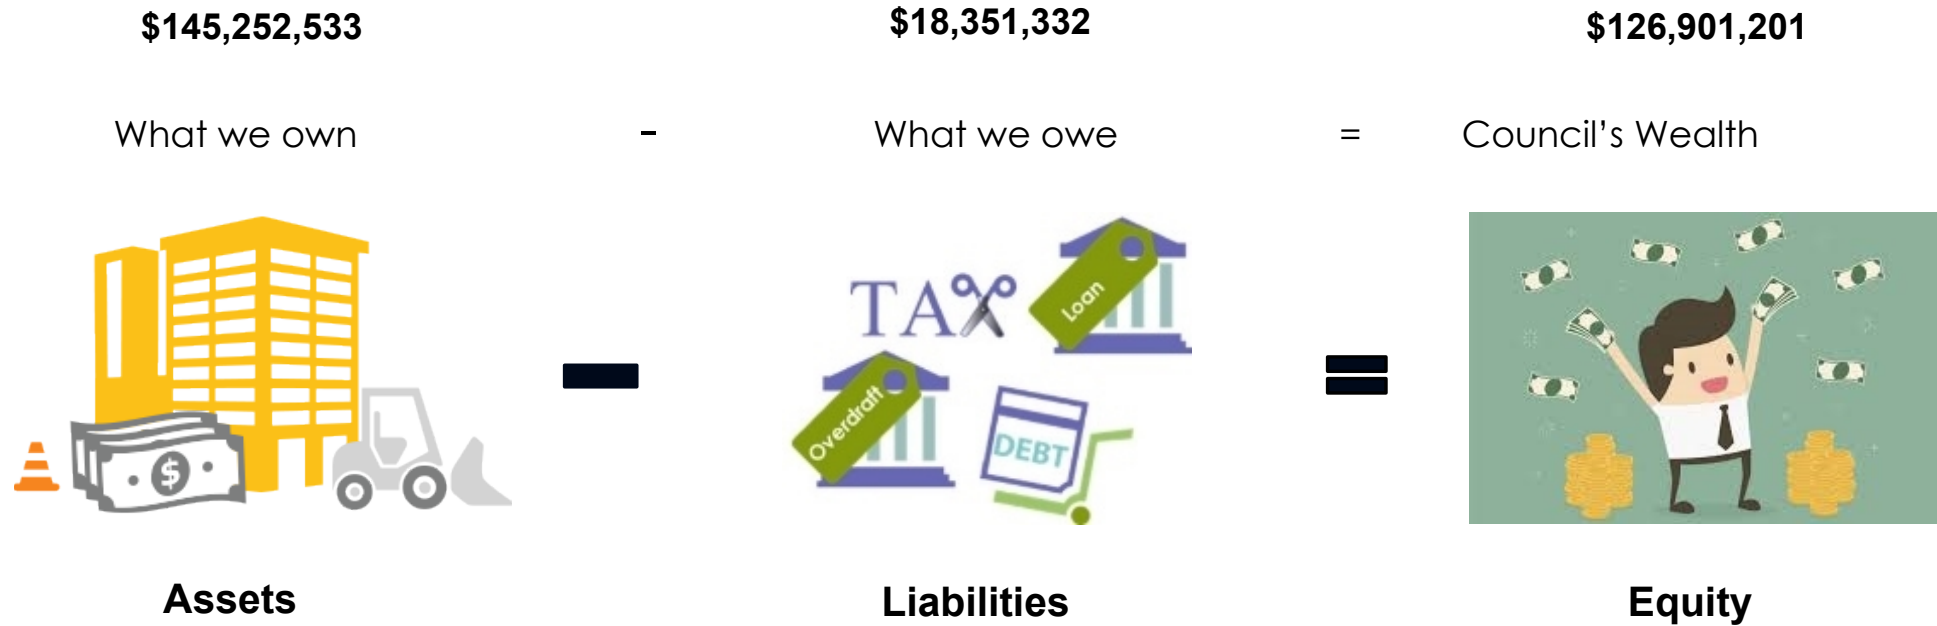 $145,252,533 $18,351,332 $126,901,201
What we own - What we owe = Council's Wealth
TAX
Loan
Overdraft
DEBT
$
Assets Liabilities Equity